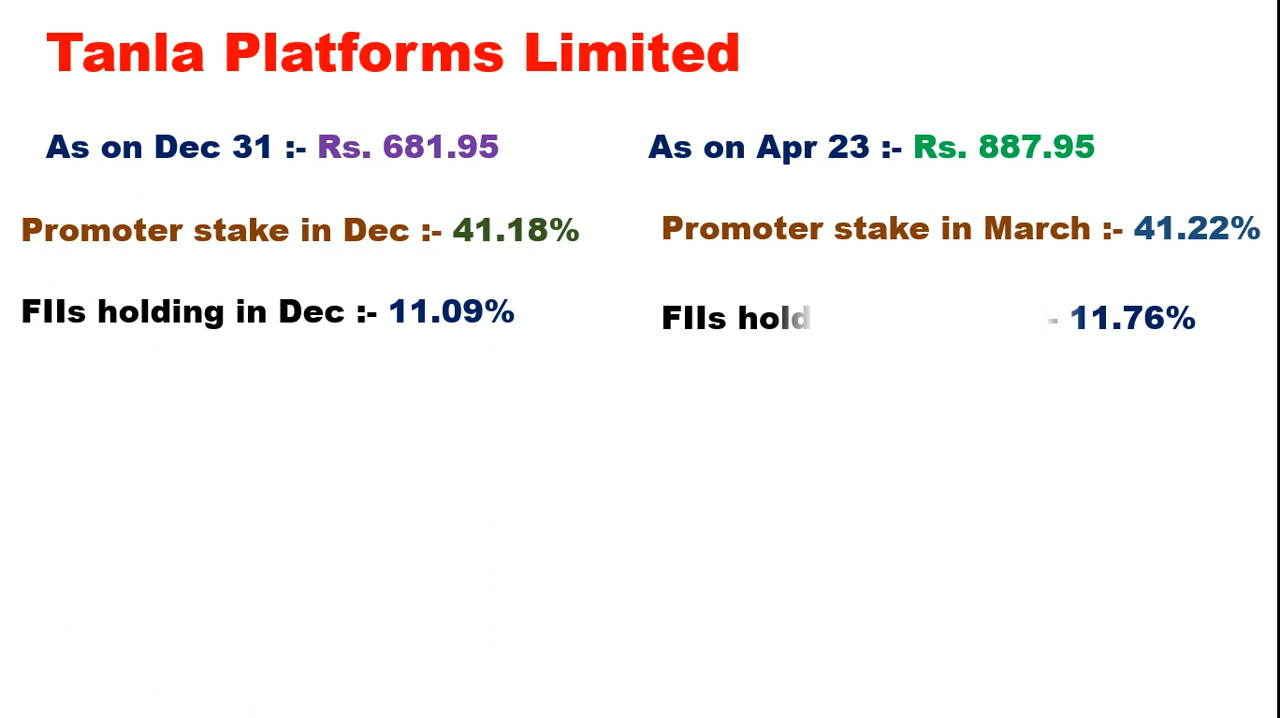 Tanla Platforms Limited
As on Dec 31 :- Rs. 681.95
As on Apr 23 :- Rs. 887.95
Promoter stake in Dec :- 41.18%
Promoter stake in March :- 41.22%
FIIs holding in Dec :- 11.09%
FIIs hold - 11.76%